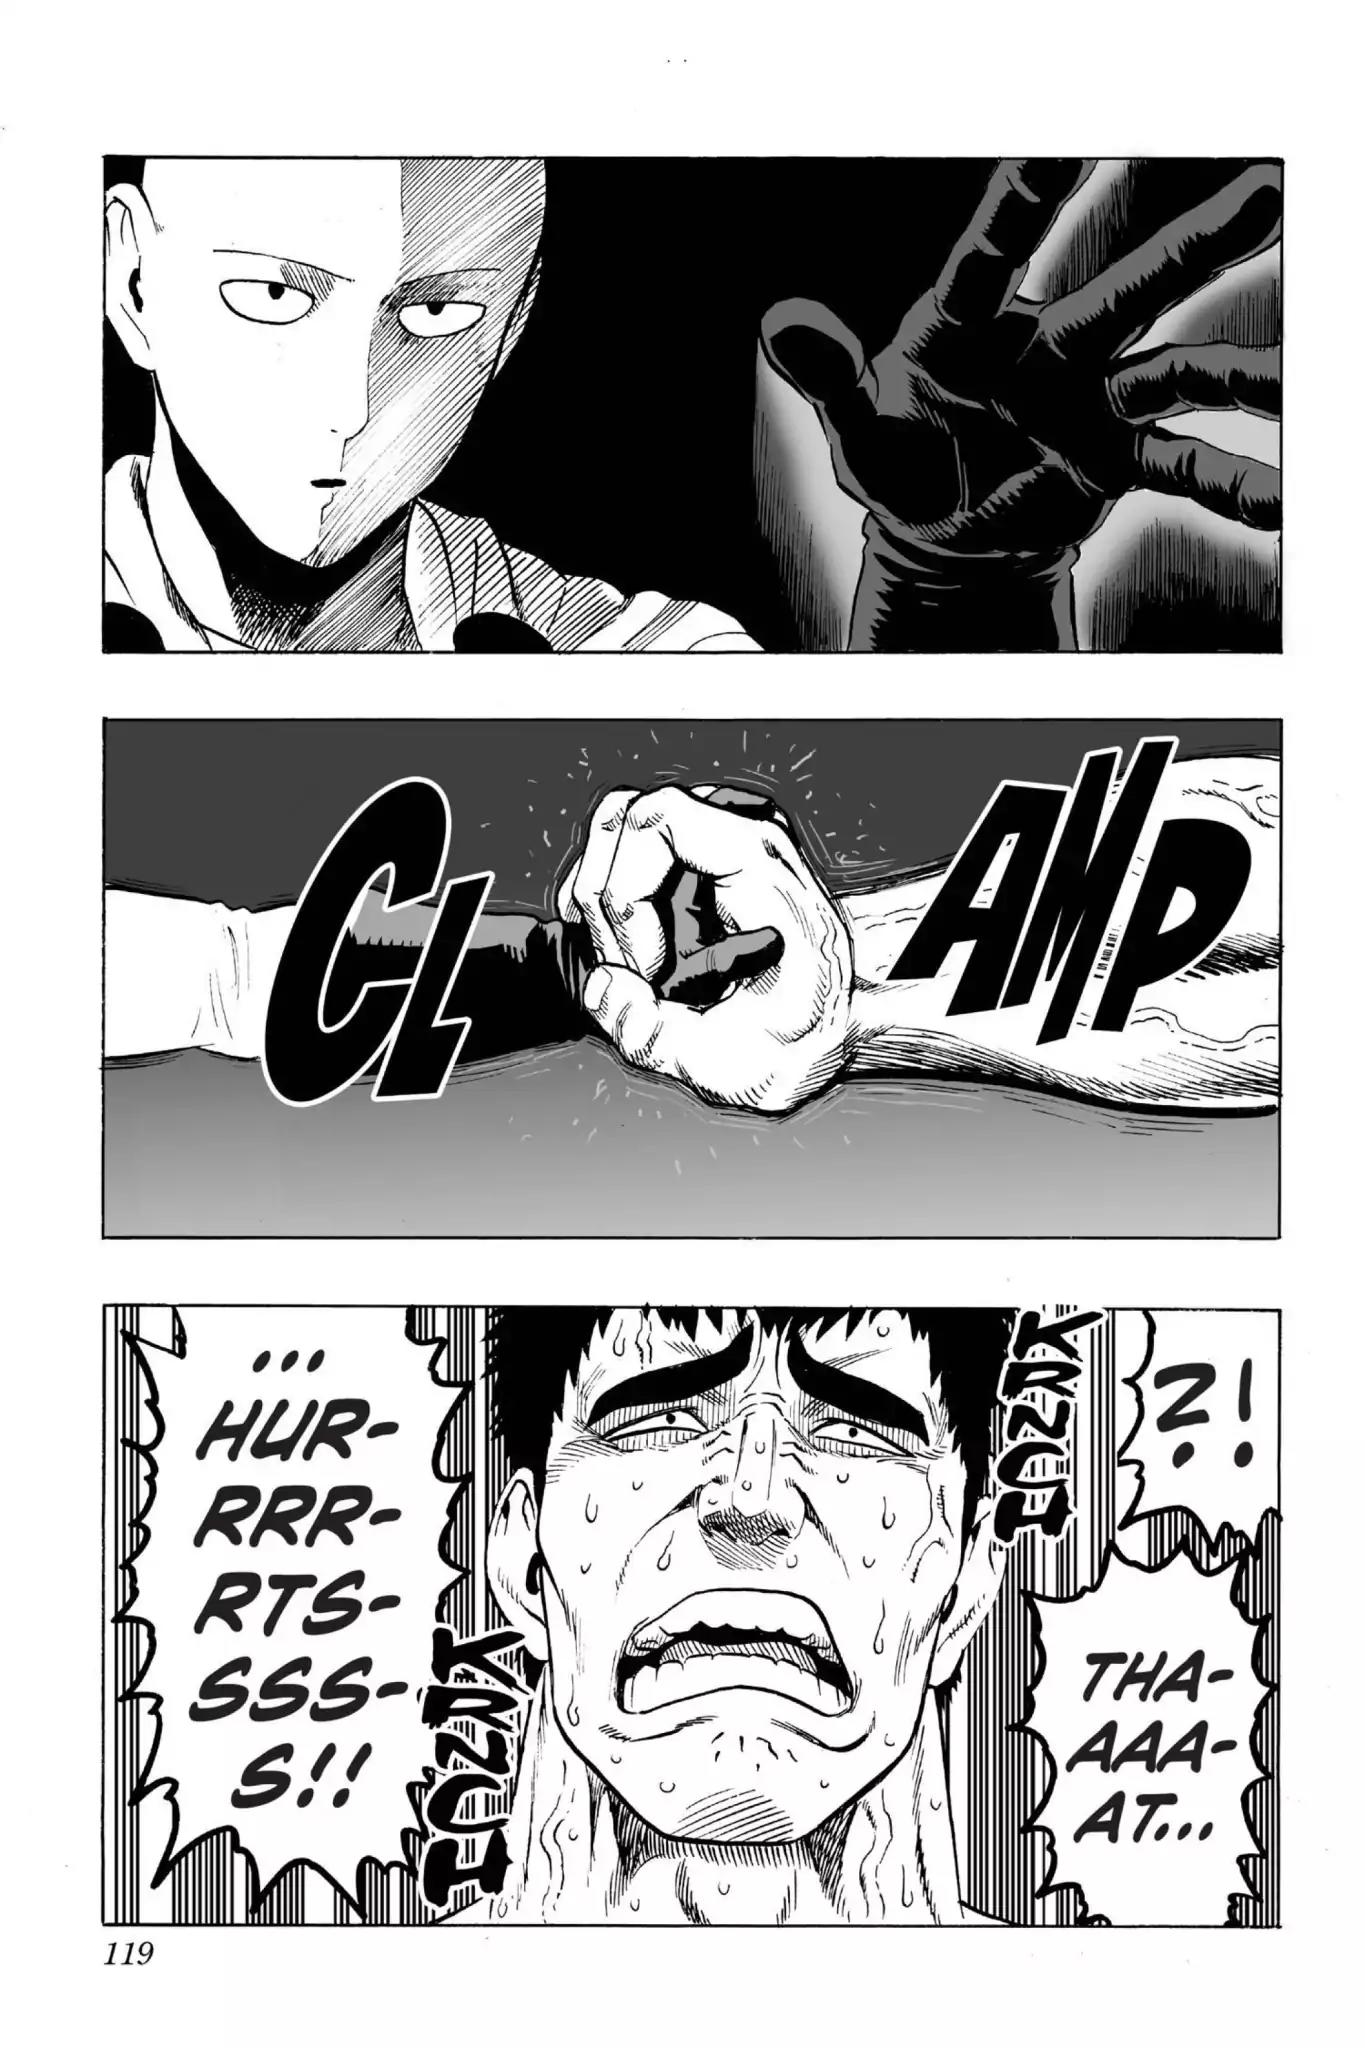 CL
AMP
?!
KRNCH
THA-
AAA-
AT...
...
HUR-
RRR-
RTS-
SSS-
S!!
KRNCH
119